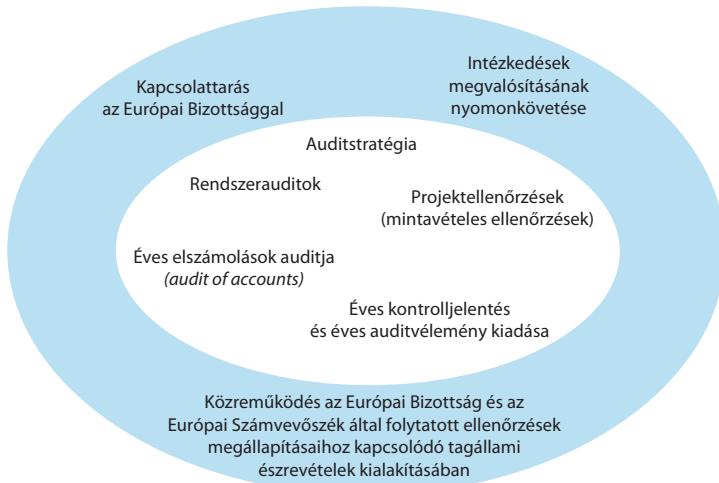 Kapcsolattarás
az Európai Bizottsággal
Intézkedések
megvalósításának
nyomonkövetése
Auditstratégia
Rendszerauditok
Projektellenőrzések
(mintavételes ellenőrzések)
Éves elszámolások auditja
(audit of accounts)
Éves kontrolljelentés
és éves auditvélemény kiadása
Közreműködés az Európai Bizottság és az
Európai Számvevőszék által folytatott ellenőrzések
megállapításaihoz kapcsolódó tagállami
észrevételek kialakításában